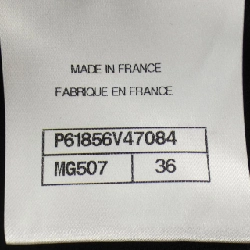 MADE IN FRANCE
FABRIQUE EN FRANCE
P61856V47084
MG507 36